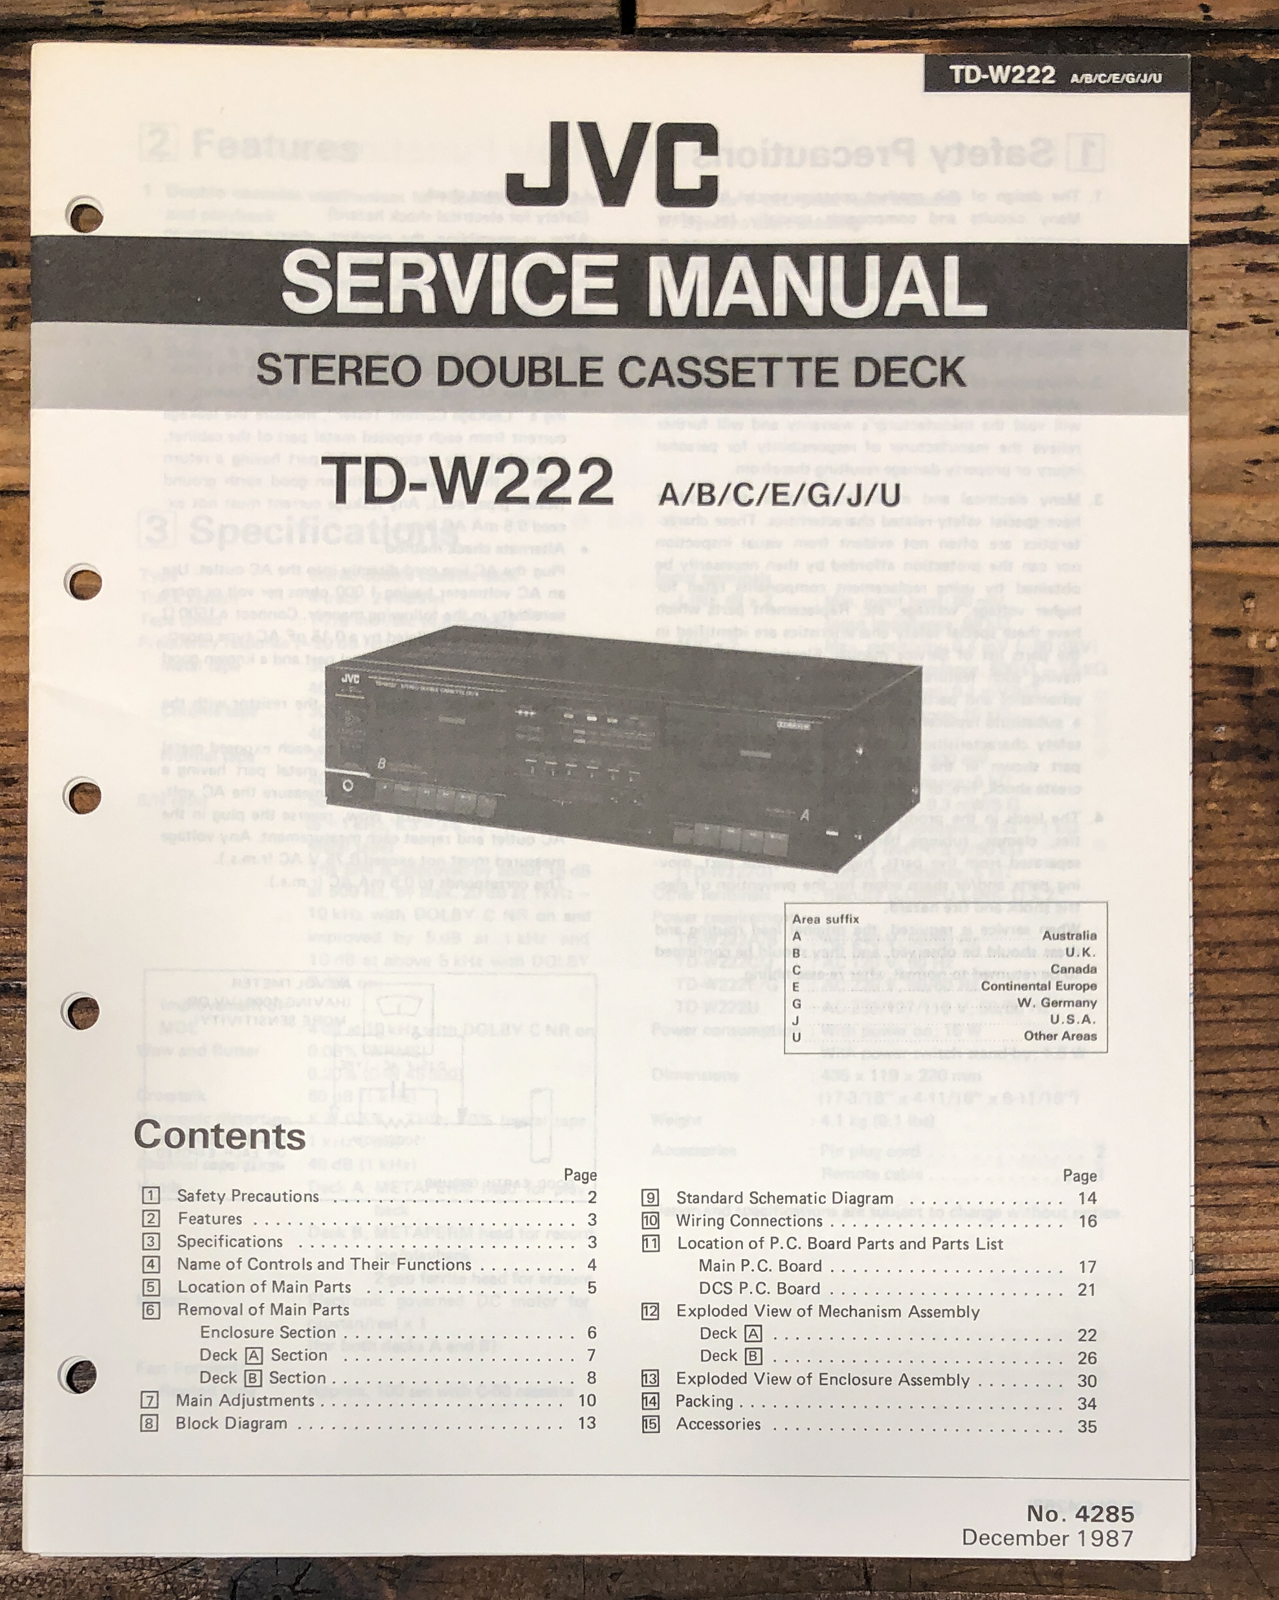 TD-W222 A/B/C/E/G/J/U
JVC
SERVICE MANUAL
STEREO DOUBLE CASSETTE DECK
TD-W222 A/B/C/E/G/J/U
JVC
STEREO DOUBLE CASSETTE DECK
B
A
Area suffix
A Australia
B U.K.
C Canada
E Continental Europe
G W. Germany
J U.S.A.
U Other Areas
Contents
Page
1 Safety Precautions 2
2 Features 3
3 Specifications 3
4 Name of Controls and Their Functions 4
5 Location of Main Parts 5
6 Removal of Main Parts
Enclosure Section 6
Deck A Section 7
Deck B Section 8
7 Main Adjustments 10
8 Block Diagram 13
Page
9 Standard Schematic Diagram 14
10 Wiring Connections 16
11 Location of P.C. Board Parts and Parts List
Main P.C. Board 17
DCS P.C. Board 21
12 Exploded View of Mechanism Assembly
Deck A 22
Deck B 26
13 Exploded View of Enclosure Assembly 30
14 Packing 34
15 Accessories 35
No. 4285
December 1987